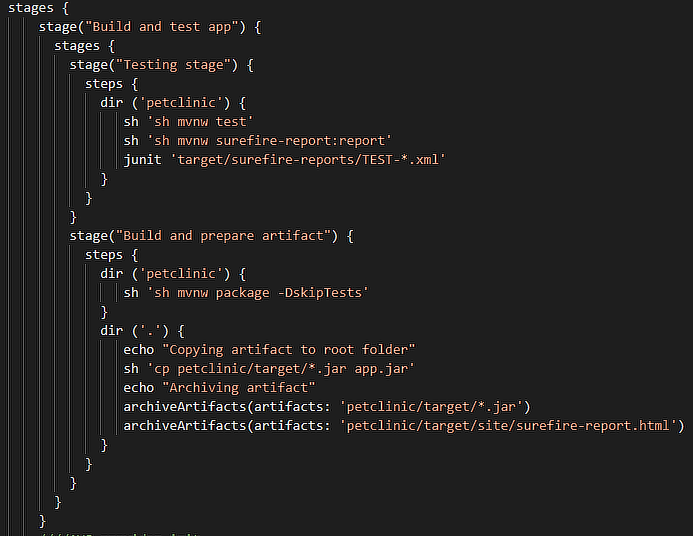 stages {
stage("Build and test app") {
stages {
stage("Testing stage") {
steps {
dir ('petclinic') {
sh 'sh mvnw test'
sh 'sh mvnw surefire-report:report'
junit 'target/surefire-reports/TEST-*.xml'
}
}
}
stage("Build and prepare artifact") {
steps {
dir ('petclinic') {
sh 'sh mvnw package -DskipTests'
}
dir ('.') {
echo "Copying artifact to root folder"
sh 'cp petclinic/target/*.jar app.jar'
echo "Archiving artifact"
archiveArtifacts(artifacts: 'petclinic/target/*.jar')
archiveArtifacts(artifacts: 'petclinic/target/site/surefire-report.html')
}
}
}
}
}